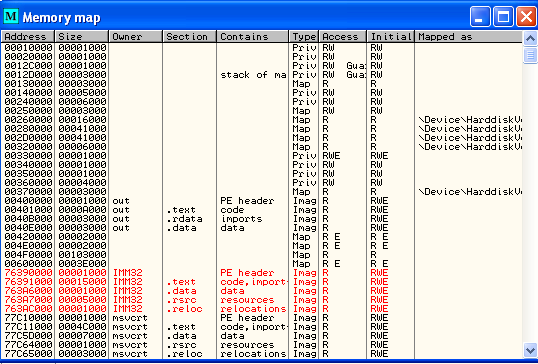 M Memory map
Address Size Owner Section Contains Type Access Initial Mapped as
00010000 00001000 Priv RW RW
00020000 00001000 Priv RW RW
0012C000 00001000 Priv RW Gua: RW
0012D000 00003000 stack of ma Priv RW Gua: RW
00130000 00003000 Map R R
00140000 00005000 Priv RW RW
00240000 00006000 Priv RW RW
00250000 00003000 Map RW RW
00260000 00016000 Map R R \Device\HarddiskVo
00280000 00041000 Map R R \Device\HarddiskVo
002D0000 00041000 Map R R \Device\HarddiskVo
00320000 00006000 Map R R \Device\HarddiskVo
00330000 00001000 Priv RWE RWE
00340000 00001000 Priv RW RW
00350000 00001000 Priv RW RW
00360000 00004000 Priv RW RW
00370000 00003000 Map R R \Device\HarddiskVo
00400000 00001000 out PE header Imag R RWE
00401000 0000A000 out .text code Imag R RWE
0040B000 00003000 out .rdata imports Imag R RWE
0040E000 00003000 out .data data Imag R RWE
00420000 00002000 Map R E R E
004E0000 00002000 Map R E R E
004F0000 00103000 Map R R
00600000 0003E000 Map R E R E
76390000 00001000 IMM32 PE header Imag R RWE
76391000 00015000 IMM32 .text code,import Imag R RWE
763A6000 00001000 IMM32 .data data Imag R RWE
763A7000 00005000 IMM32 .rsrc resources Imag R RWE
763AC000 00001000 IMM32 .reloc relocations Imag R RWE
77C10000 00001000 msvcrt PE header Imag R RWE
77C11000 0004C000 msvcrt .text code,import Imag R RWE
77C5D000 00007000 msvcrt .data data Imag R RWE
77C64000 00001000 msvcrt .rsrc resources Imag R RWE
77C65000 00003000 msvcrt .reloc relocations Imag R RWE